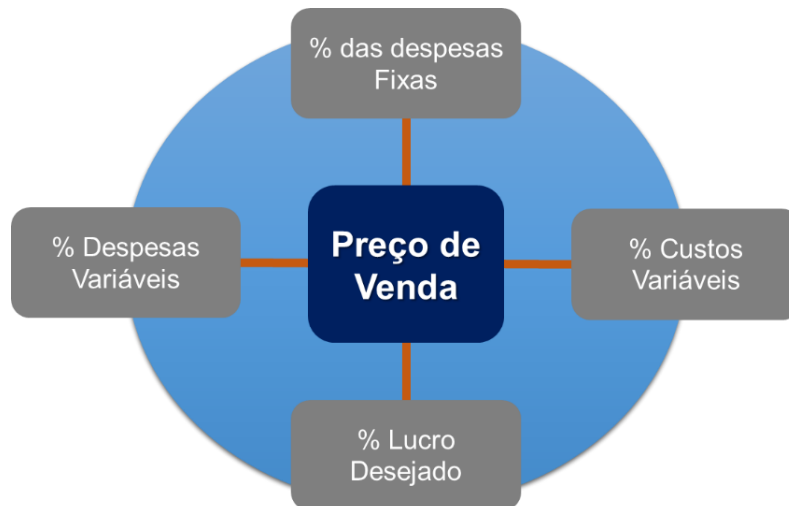 % das despesas
Fixas
% Despesas
Variáveis
Preço de
Venda
% Custos
Variáveis
% Lucro
Desejado